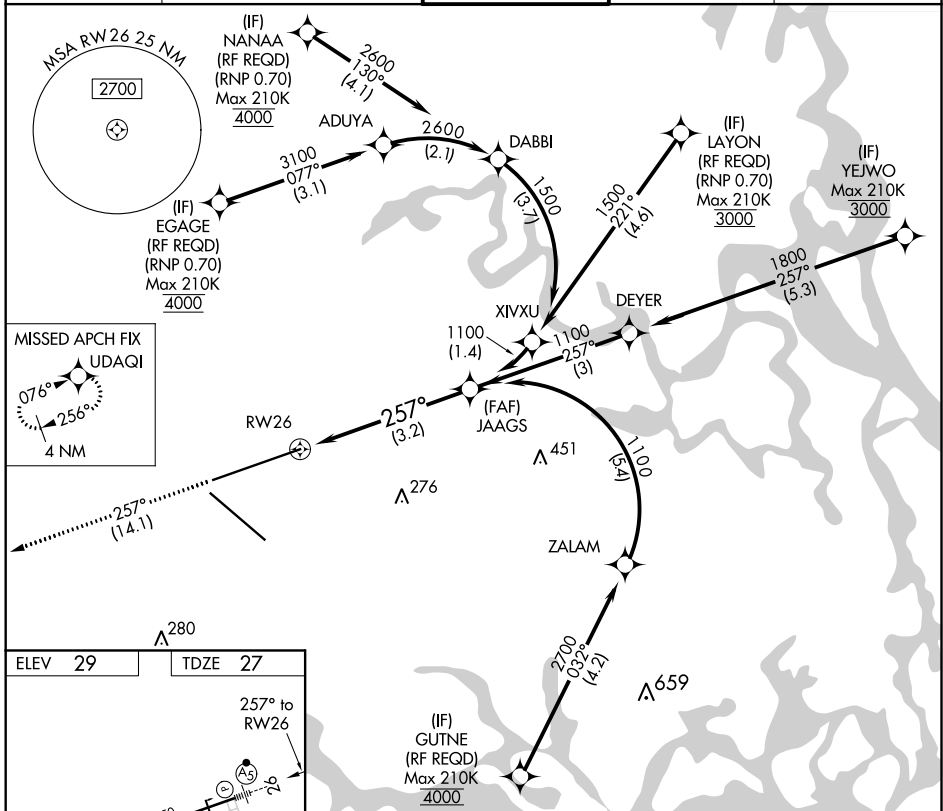 MSA RW26 25 NM
2700
(IF)
NANAA
(RF REQD)
(RNP 0.70)
Max 210K
4000
2600
130°
(4.1)
ADUYA
2600
(2.1)
DABBI
3100
077°
(3.1)
(IF)
EGAGE
(RF REQD)
(RNP 0.70)
Max 210K
4000
1500
(3.7)
(IF)
LAYON
(RF REQD)
(RNP 0.70)
Max 210K
3000
1500
221°
(4.6)
(IF)
YEJWO
Max 210K
3000
1800
257°
(5.3)
DEYER
XIVXU
1100
(1.4)
1100
257°
(3)
MISSED APCH FIX
UDAQI
076°
256°
4 NM
(FAF)
JAAGS
257°
(3.2)
RW26
257°
(14.1)
451
276
1100
(5.4)
ZALAM
280
2700
032°
(4.2)
659
(IF)
GUTNE
(RF REQD)
Max 210K
4000
ELEV 29
TDZE 27
257° to
RW26
P
A5
26